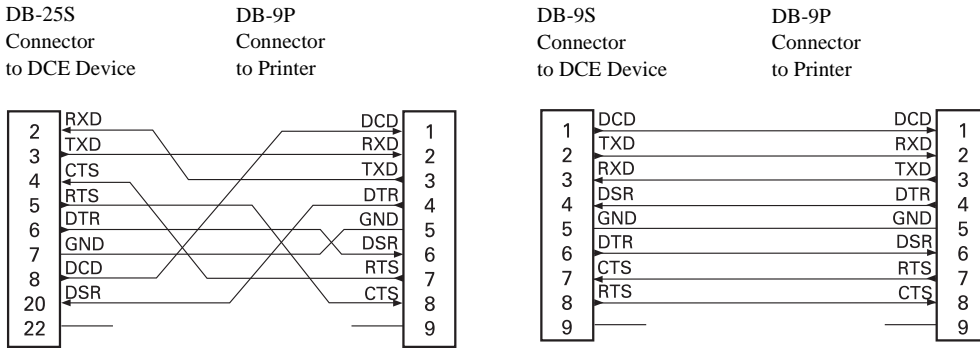 DB-25S
Connector
to DCE Device
DB-9P
Connector
to Printer
2 RXD DCD 1
3 TXD RXD 2
4 CTS TXD 3
5 RTS DTR 4
6 DTR GND 5
7 GND DSR 6
8 DCD RTS 7
20 DSR CTS 8
22 9
DB-9S
Connector
to DCE Device
DB-9P
Connector
to Printer
1 DCD DCD 1
2 TXD RXD 2
3 RXD TXD 3
4 DSR DTR 4
5 GND GND 5
6 DTR DSR 6
7 CTS RTS 7
8 RTS CTS 8
9 9